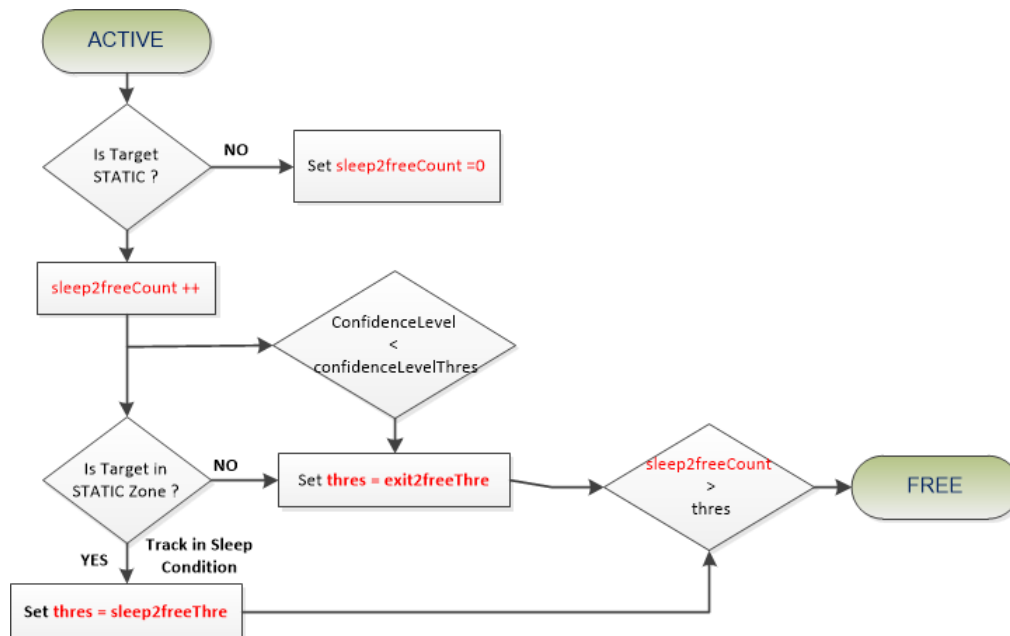 ACTIVE
Is Target
STATIC ?
NO
Set sleep2freeCount =0
sleep2freeCount ++
ConfidenceLevel
<
confidenceLevelThres
Is Target in
STATIC Zone ?
NO
Set thres = exit2freeThre
sleep2freeCount
>
thres
FREE
YES
Track in Sleep
Condition
Set thres = sleep2freeThre